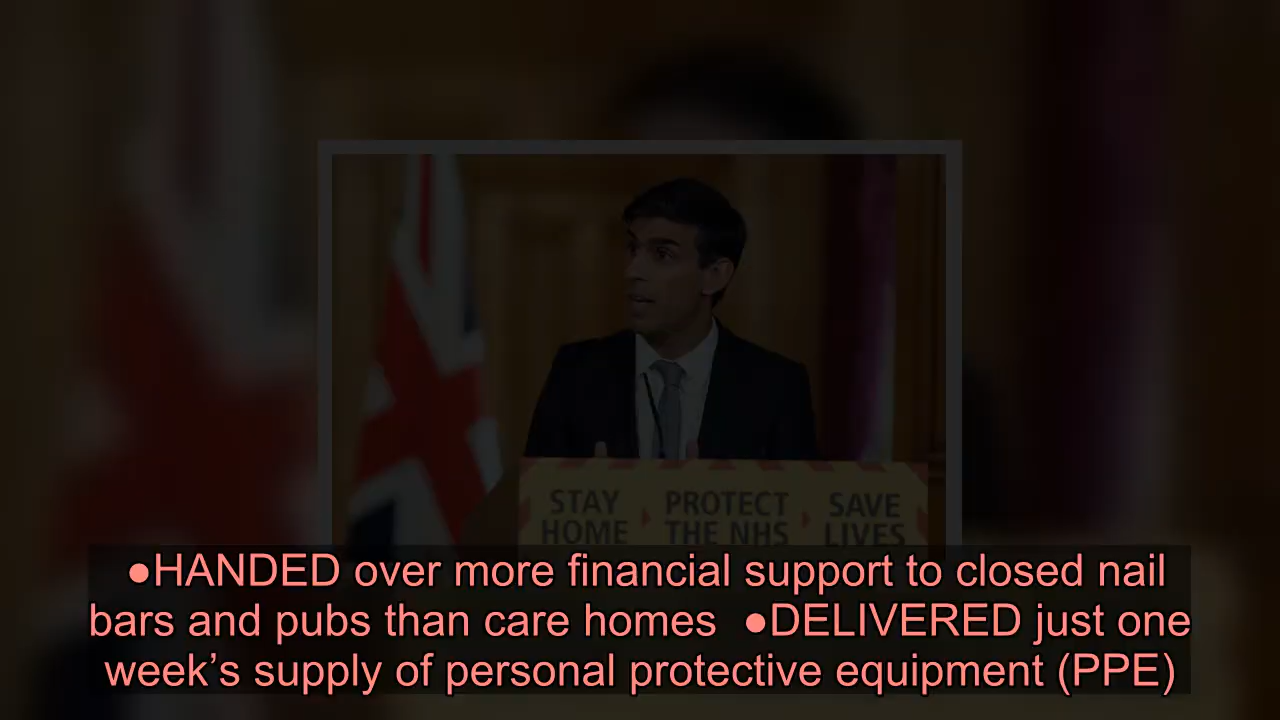 STAY PROTECT SAVE
HOME THE NHS LIVES
●HANDED over more financial support to closed nail
bars and pubs than care homes ●DELIVERED just one
week’s supply of personal protective equipment (PPE)